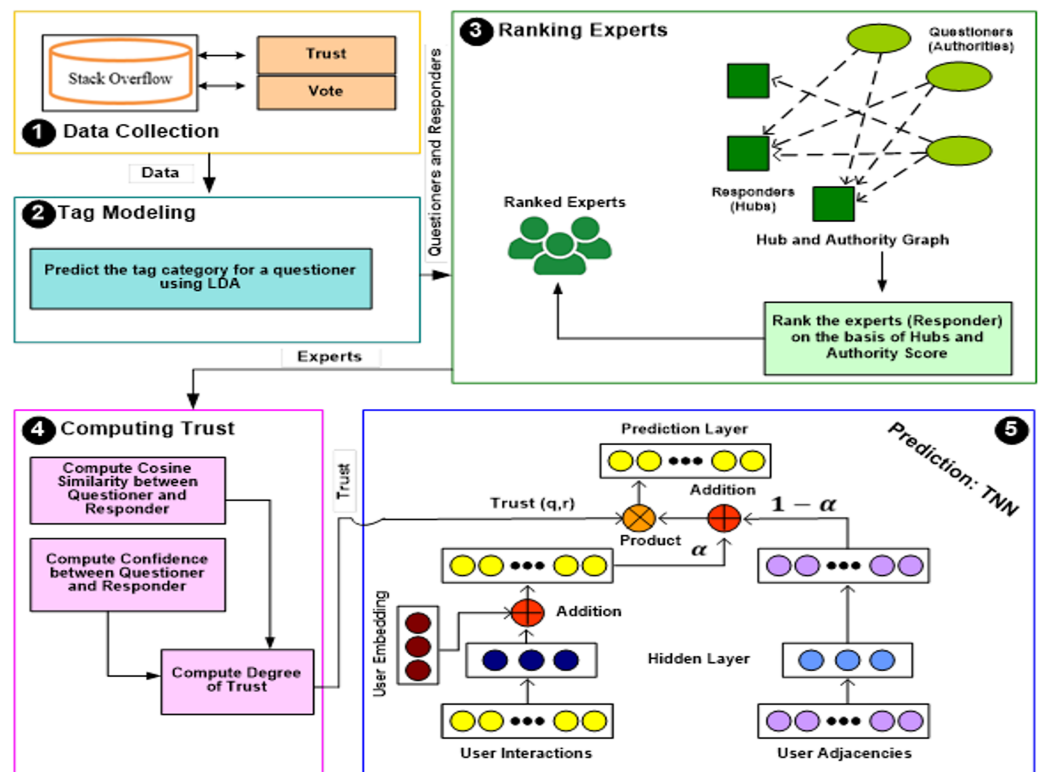 Stack Overflow
Trust
Vote
1 Data Collection
Data
2 Tag Modeling
Predict the tag category for a questioner
using LDA
Questioners and Responders
3 Ranking Experts
Questioners
(Authorities)
Responders
(Hubs)
Hub and Authority Graph
Ranked Experts
Rank the experts (Responder)
on the basis of Hubs and
Authority Score
Experts
4 Computing Trust
Compute Cosine
Similarity between
Questioner and
Responder
Compute Confidence
between Questioner
and Responder
Compute Degree
of Trust
Trust
5
Prediction: TNN
Prediction Layer
Trust (q,r)
Addition
Product
α
1 − α
User Embedding
Addition
Hidden Layer
User Interactions
User Adjacencies